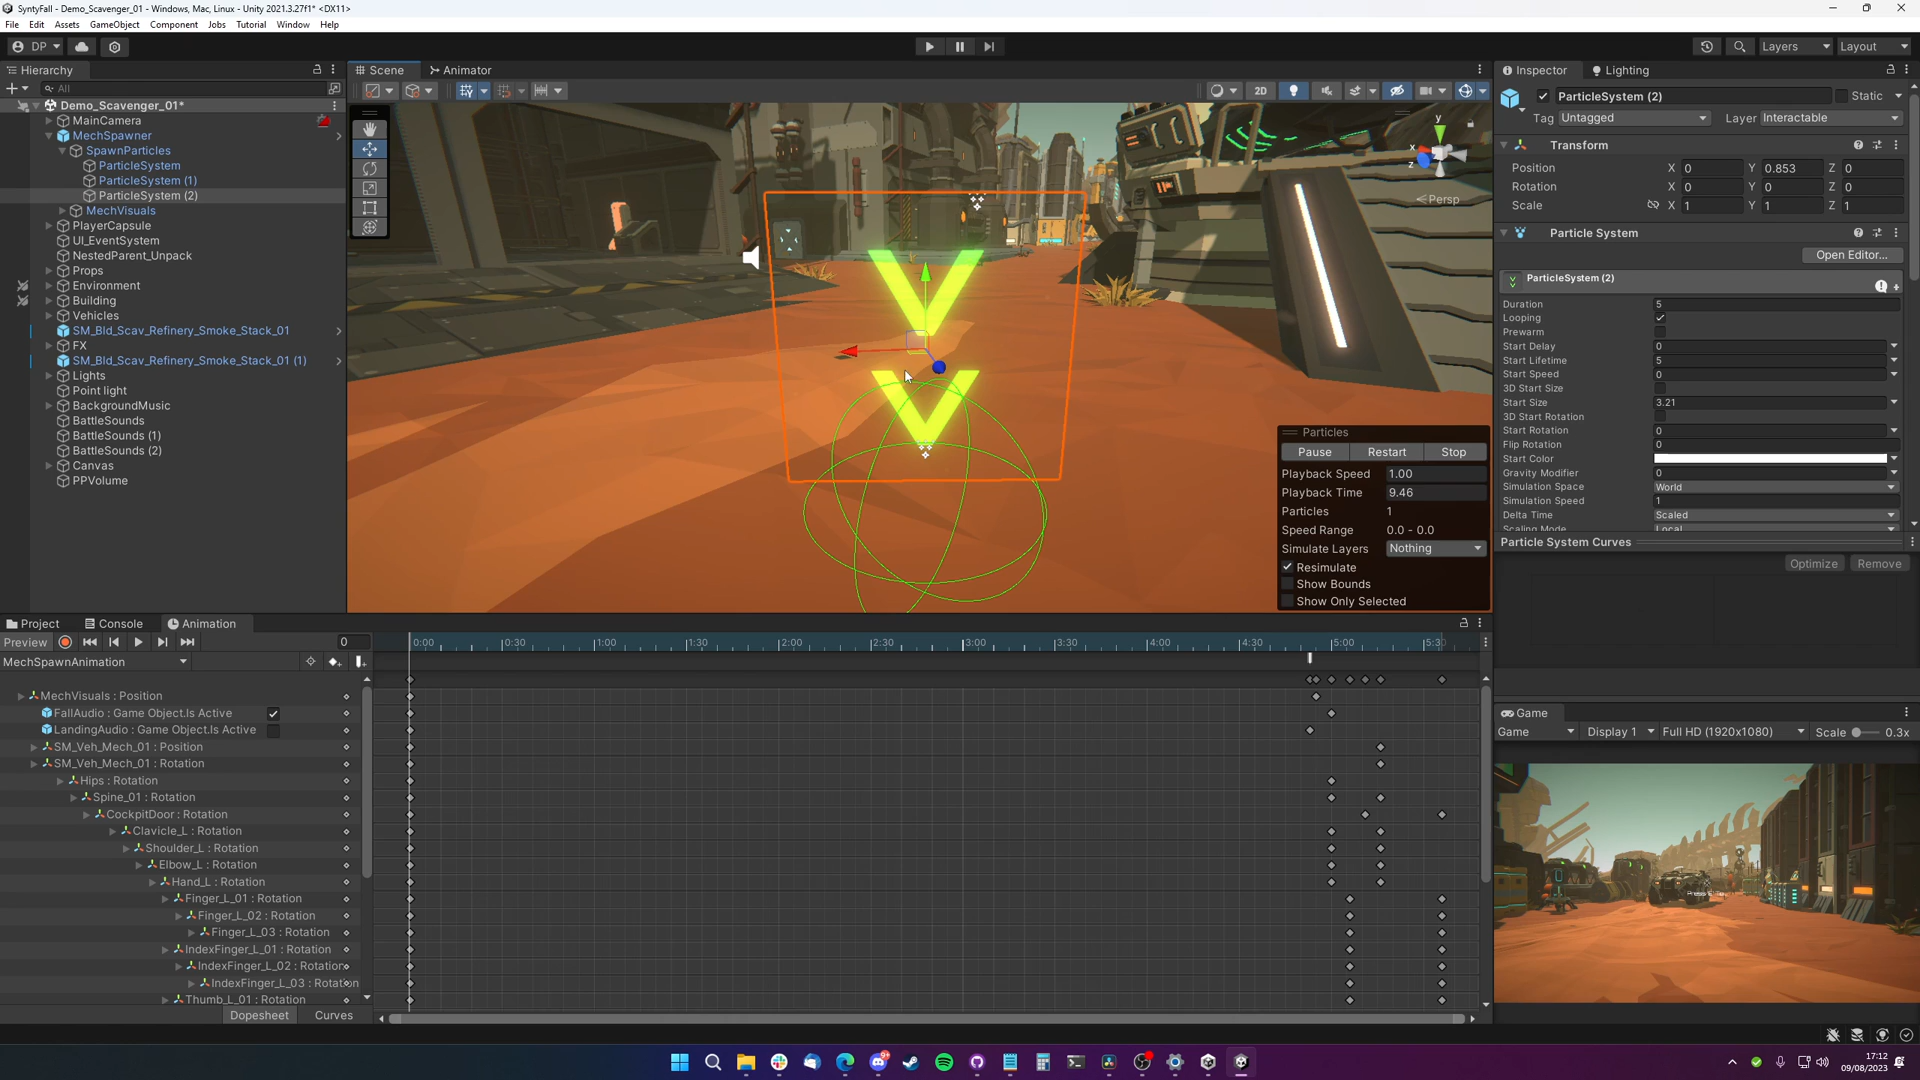 SyntyFall - Demo_Scavenger_01 - Windows, Mac, Linux - Unity 2021.3.27f1* <DX11>
File Edit Assets GameObject Component Jobs Tutorial Window Help
DP
Layers Layout
Hierarchy
All
Demo_Scavenger_01*
MainCamera
MechSpawner
SpawnParticles
ParticleSystem
ParticleSystem (1)
ParticleSystem (2)
MechVisuals
PlayerCapsule
UI_EventSystem
NestedParent_Unpack
Props
Environment
Building
Vehicles
SM_Bld_Scav_Refinery_Smoke_Stack_01
FX
SM_Bld_Scav_Refinery_Smoke_Stack_01 (1)
Lights
Point light
BackgroundMusic
BattleSounds
BattleSounds (1)
BattleSounds (2)
Canvas
PPVolume
Scene Animator
2D
y
x
z
Persp
Particles
Pause Restart Stop
Playback Speed 1.00
Playback Time 9.46
Particles 1
Speed Range 0.0 - 0.0
Simulate Layers Nothing
Resimulate
Show Bounds
Show Only Selected
Inspector Lighting
ParticleSystem (2) Static
Tag Untagged Layer Interactable
Transform
Position X 0 Y 0.853 Z 0
Rotation X 0 Y 0 Z 0
Scale X 1 Y 1 Z 1
Particle System
Open Editor...
ParticleSystem (2)
Duration 5
Looping
Prewarm
Start Delay 0
Start Lifetime 5
Start Speed 0
3D Start Size
Start Size 3.21
3D Start Rotation
Start Rotation 0
Flip Rotation 0
Start Color
Gravity Modifier 0
Simulation Space World
Simulation Speed 1
Delta Time Scaled
Scaling Mode Local
Particle System Curves
Optimize Remove
Project Console Animation
Preview 0
0:00 0:30 1:00 1:30 2:00 2:30 3:00 3:30 4:00 4:30 5:00 5:30
MechSpawnAnimation
MechVisuals : Position
FallAudio : Game Object.Is Active
LandingAudio : Game Object.Is Active
SM_Veh_Mech_01 : Position
SM_Veh_Mech_01 : Rotation
Hips : Rotation
Spine_01 : Rotation
CockpitDoor : Rotation
Clavicle_L : Rotation
Shoulder_L : Rotation
Elbow_L : Rotation
Hand_L : Rotation
Finger_L_01 : Rotation
Finger_L_02 : Rotation
Finger_L_03 : Rotation
IndexFinger_L_01 : Rotation
IndexFinger_L_02 : Rotation
IndexFinger_L_03 : Rotation
Thumb_L_01 : Rotation
Dopesheet Curves
Game
Game Display 1 Full HD (1920x1080) Scale 0.3x
17:12
09/08/2023